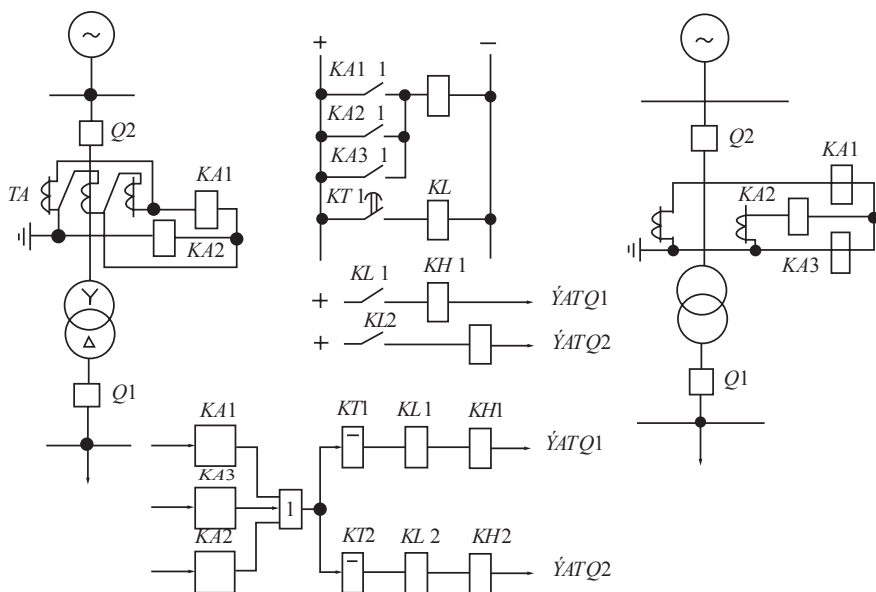 ~
Q2
TA
KA1
KA2
Q1
+ −
KA1 1
KA2 1
KA3 1
KT 1
KL
KL 1
KH 1
+
ÝATQ1
KL2
+
ÝATQ2
~
Q2
KA1
KA2
KA3
Q1
KA1
KA3
KA2
1
KT1
KL 1
KH1
ÝATQ1
KT2
KL 2
KH2
ÝATQ2